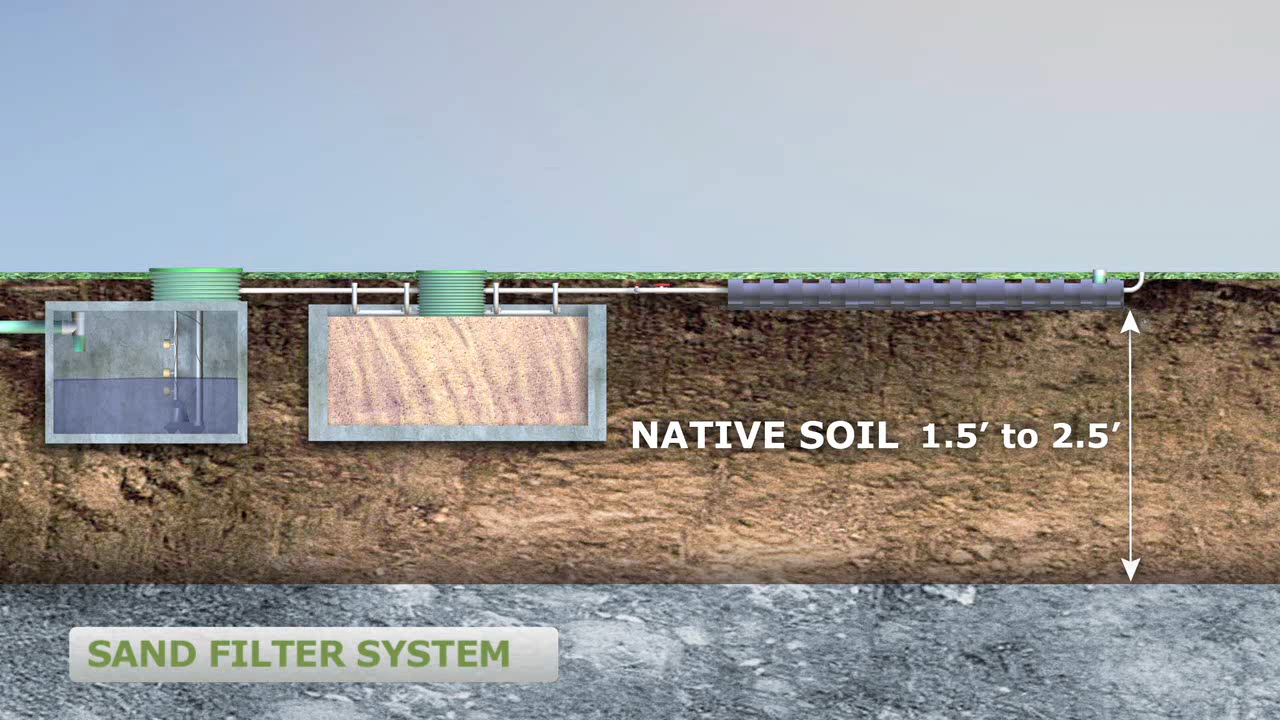 NATIVE SOIL 1.5’ to 2.5’
SAND FILTER SYSTEM